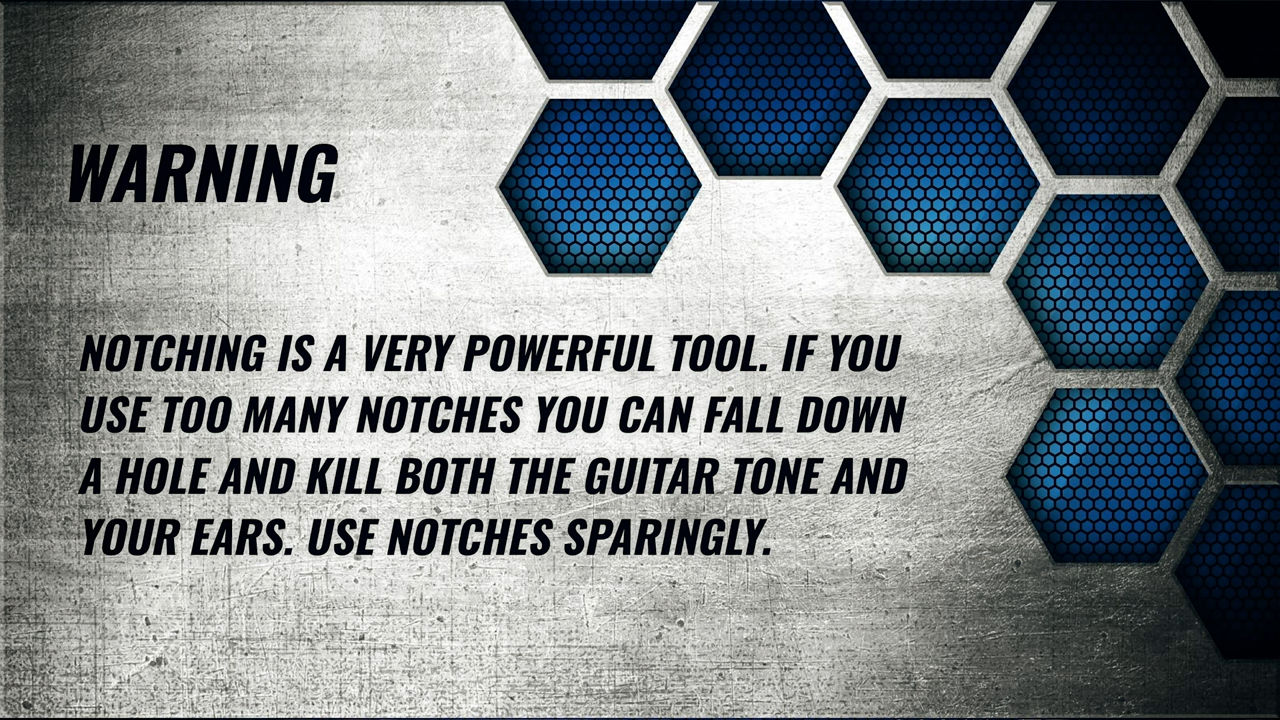 WARNING
NOTCHING IS A VERY POWERFUL TOOL. IF YOU
USE TOO MANY NOTCHES YOU CAN FALL DOWN
A HOLE AND KILL BOTH THE GUITAR TONE AND
YOUR EARS. USE NOTCHES SPARINGLY.